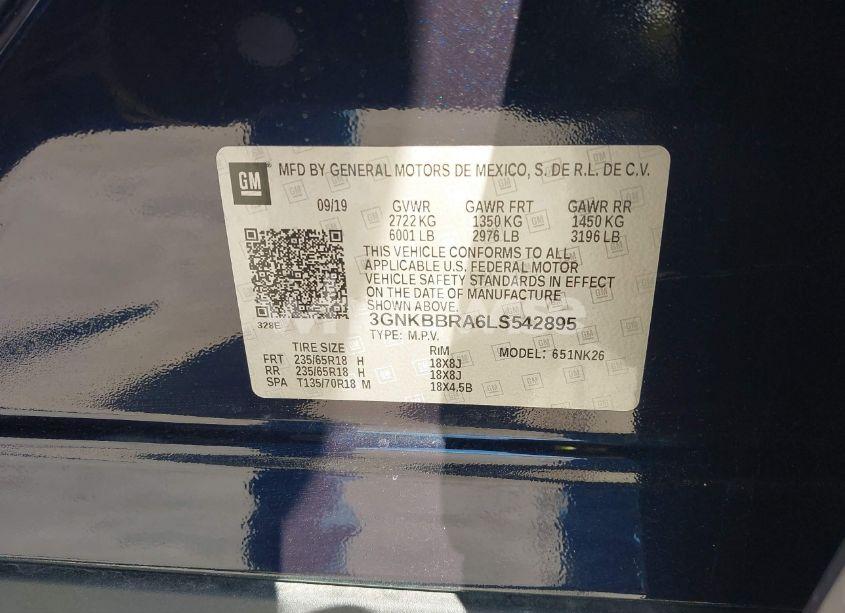 GM
MFD BY GENERAL MOTORS DE MEXICO, S. DE R.L. DE C.V.
09/19 GVWR GAWR FRT GAWR RR
2722 KG 1350 KG 1450 KG
6001 LB 2976 LB 3196 LB
THIS VEHICLE CONFORMS TO ALL
APPLICABLE U.S. FEDERAL MOTOR
VEHICLE SAFETY STANDARDS IN EFFECT
ON THE DATE OF MANUFACTURE
SHOWN ABOVE.
328E 3GNKBBRA6LS542895
TYPE: M.P.V.
TIRE SIZE RIM MODEL: 651NK26
FRT 235/65R18 H 18X8J
RR 235/65R18 H 18X8J
SPA T135/70R18 M 18X4.5B